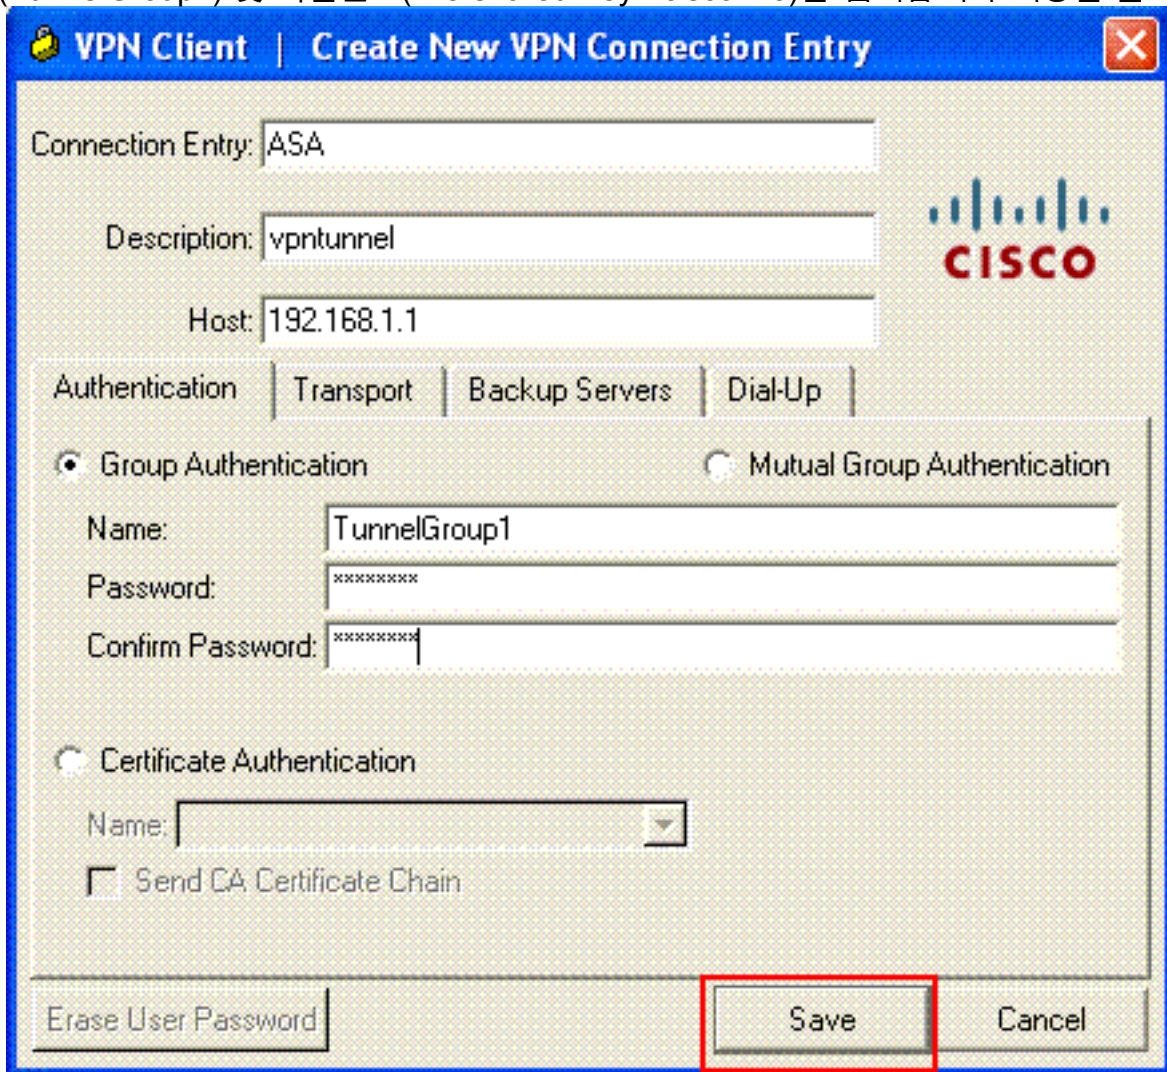 VPN Client | Create New VPN Connection Entry
Connection Entry: ASA
CISCO
Description: vpntunnel
Host: 192.168.1.1
Authentication Transport Backup Servers Dial-Up
Group Authentication Mutual Group Authentication
Name: TunnelGroup1
Password: ********
Confirm Password: ********
Certificate Authentication
Name:
Send CA Certificate Chain
Erase User Password Save Cancel